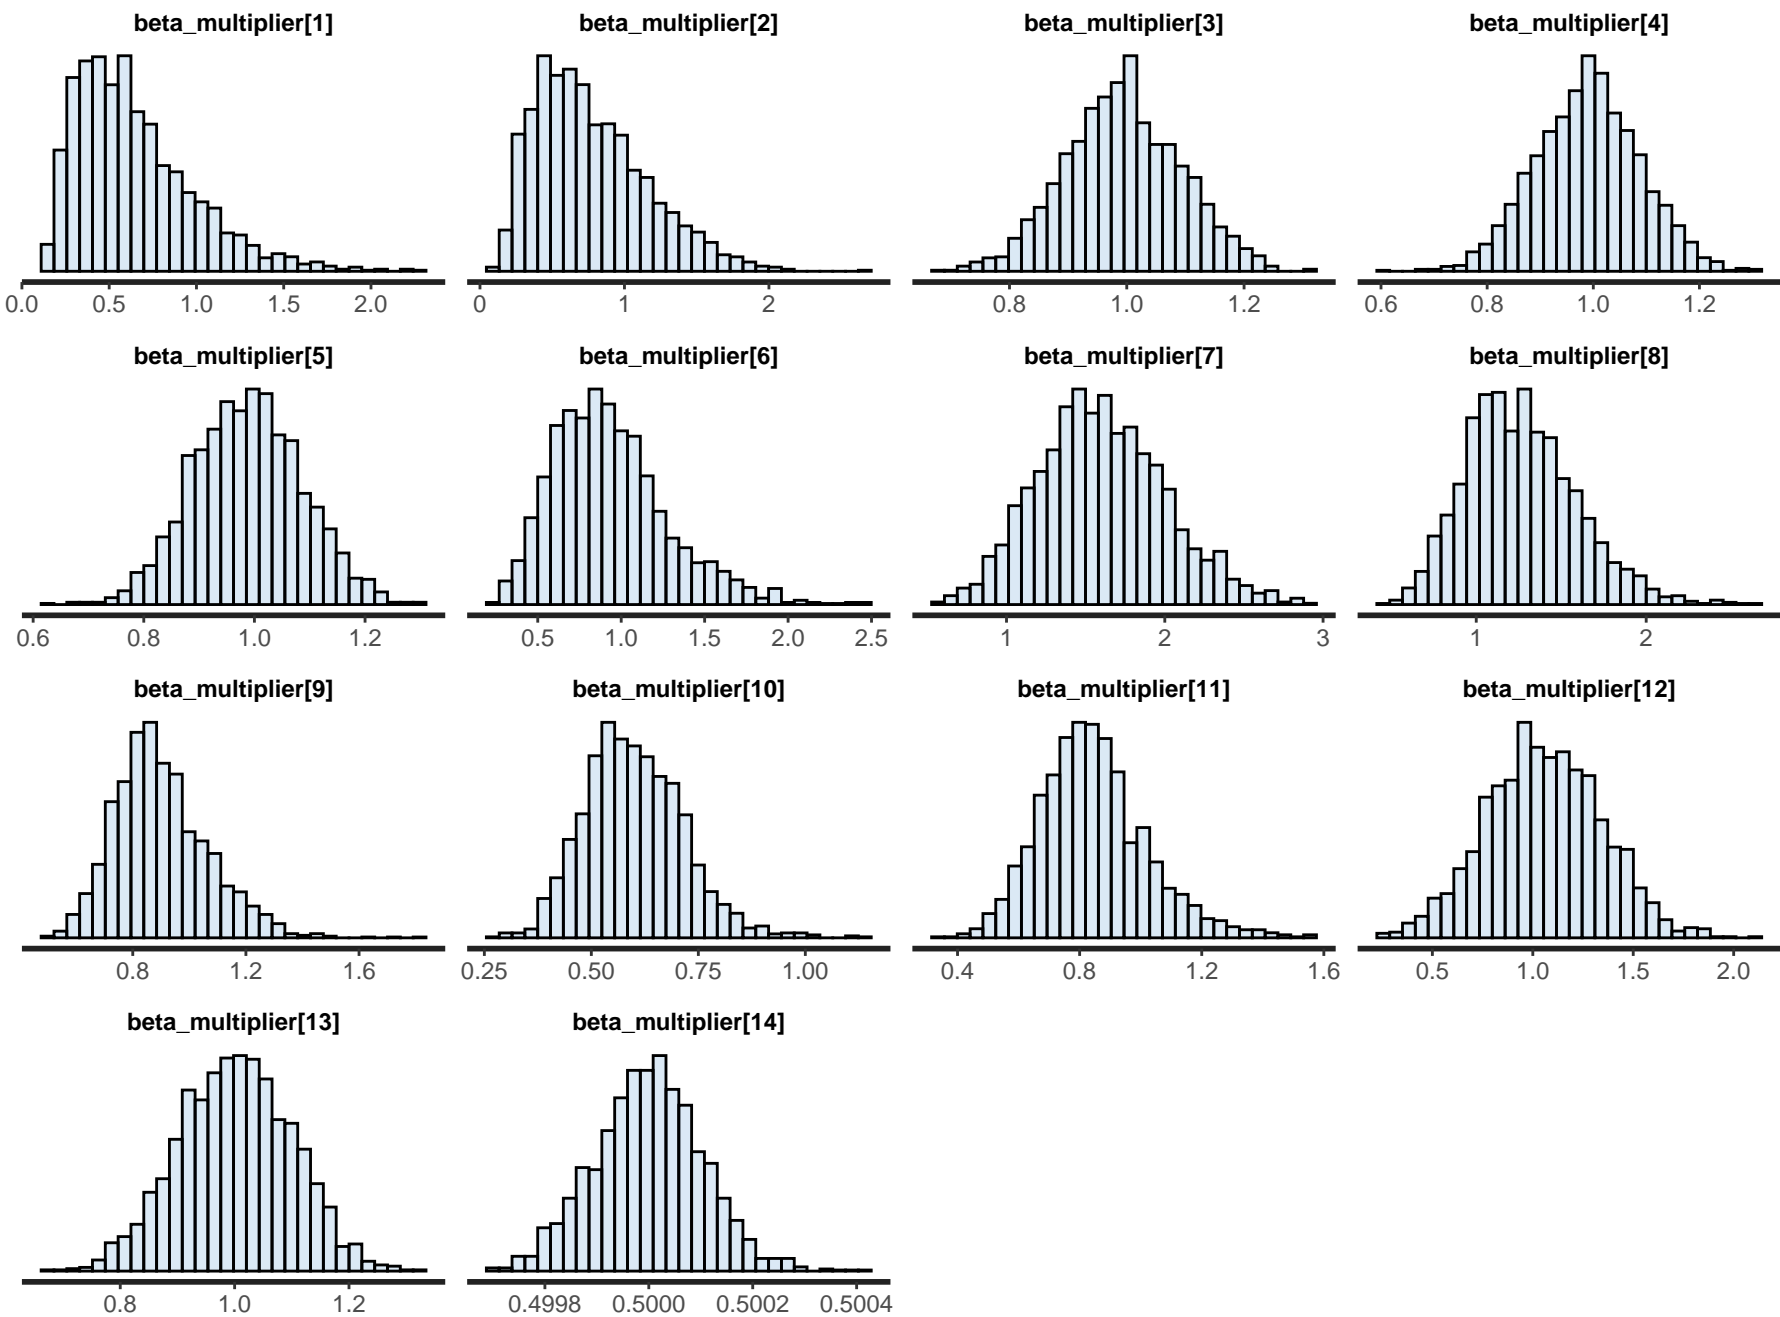 beta_multiplier[1] beta_multiplier[2] beta_multiplier[3] beta_multiplier[4]
0.0 0.5 1.0 1.5 2.0 0 1 2 0.8 1.0 1.2 0.6 0.8 1.0 1.2
beta_multiplier[5] beta_multiplier[6] beta_multiplier[7] beta_multiplier[8]
0.6 0.8 1.0 1.2 0.5 1.0 1.5 2.0 2.5 1 2 3 1 2
beta_multiplier[9] beta_multiplier[10] beta_multiplier[11] beta_multiplier[12]
0.8 1.2 1.6 0.25 0.50 0.75 1.00 0.4 0.8 1.2 1.6 0.5 1.0 1.5 2.0
beta_multiplier[13] beta_multiplier[14]
0.8 1.0 1.2 0.4998 0.5000 0.5002 0.5004